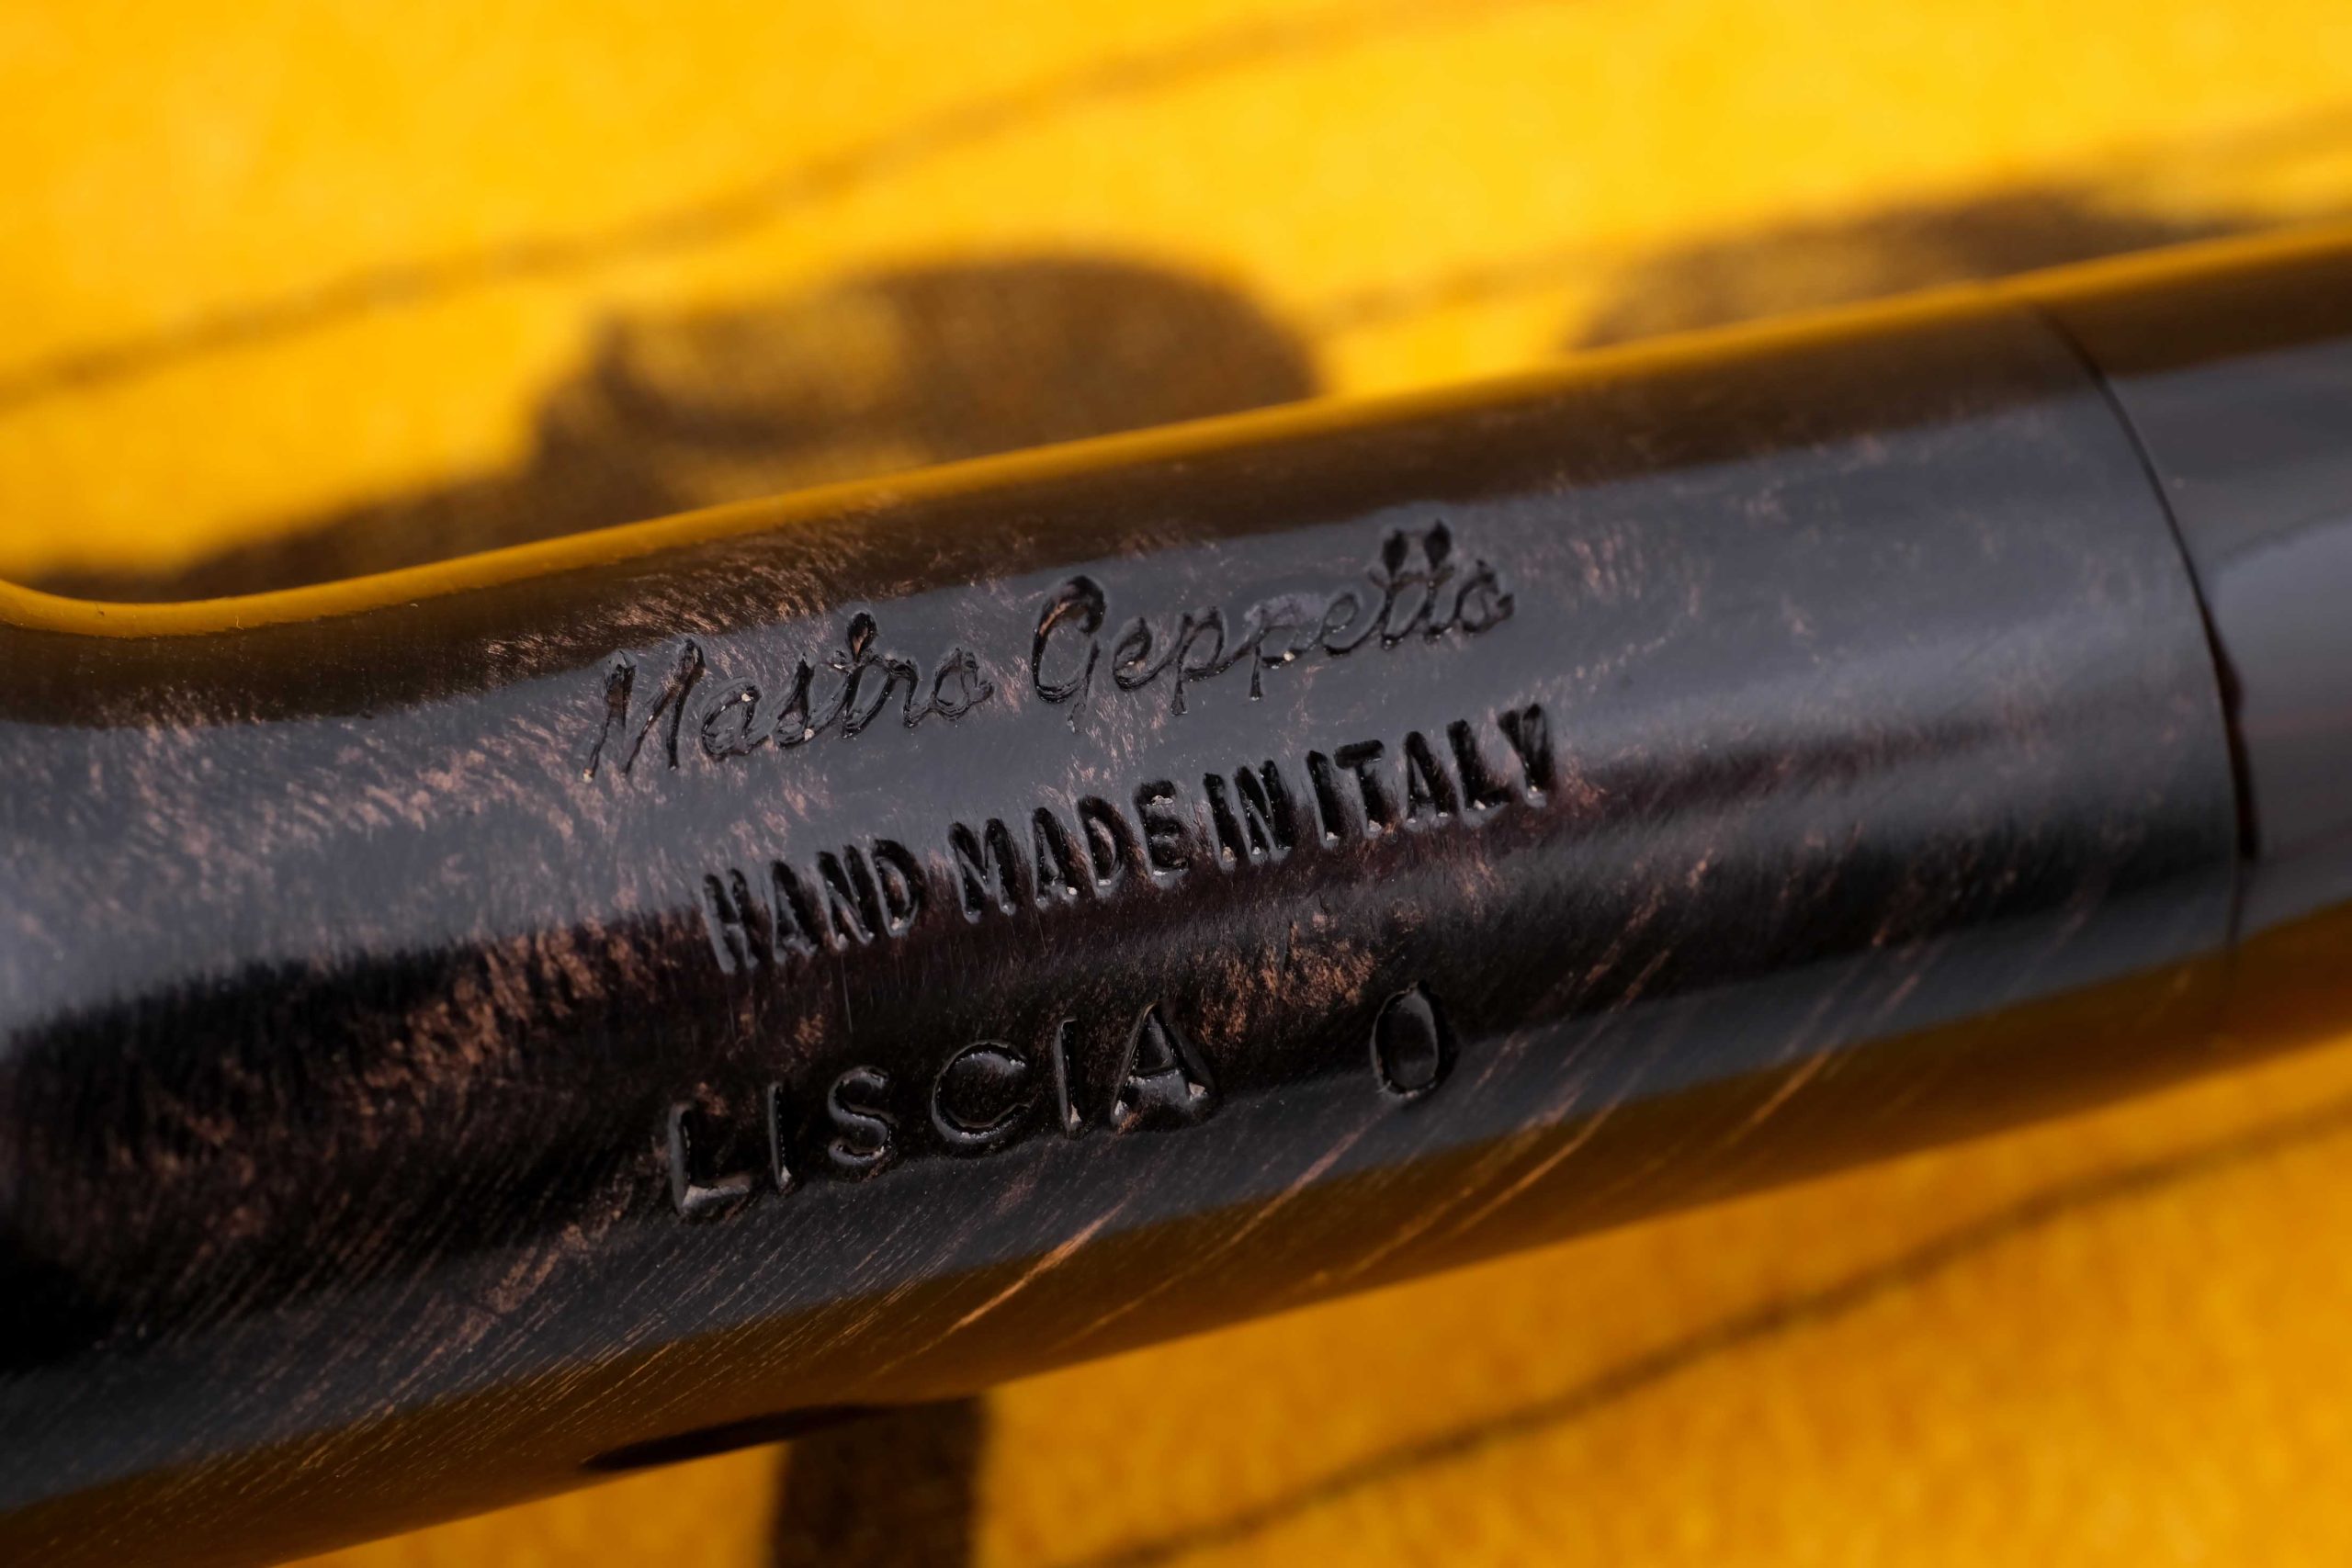 Mastro Geppetto
HAND MADE IN ITALY
LISCIA 0